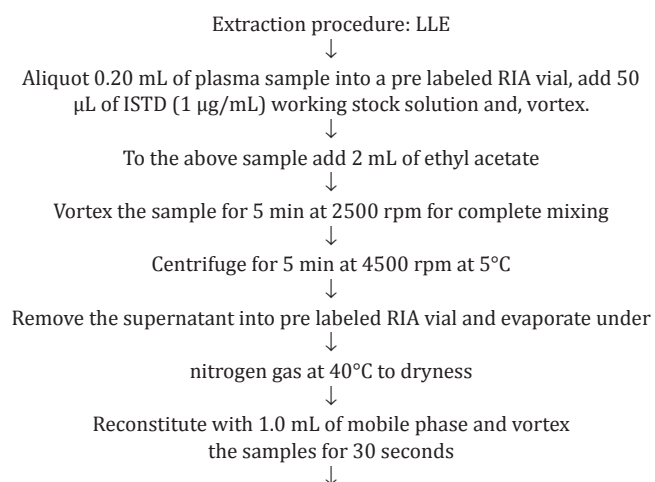 Extraction procedure: LLE
↓
Aliquot 0.20 mL of plasma sample into a pre labeled RIA vial, add 50
μL of ISTD (1 μg/mL) working stock solution and, vortex.
↓
To the above sample add 2 mL of ethyl acetate
↓
Vortex the sample for 5 min at 2500 rpm for complete mixing
↓
Centrifuge for 5 min at 4500 rpm at 5°C
↓
Remove the supernatant into pre labeled RIA vial and evaporate under
↓
nitrogen gas at 40°C to dryness
↓
Reconstitute with 1.0 mL of mobile phase and vortex
the samples for 30 seconds
↓